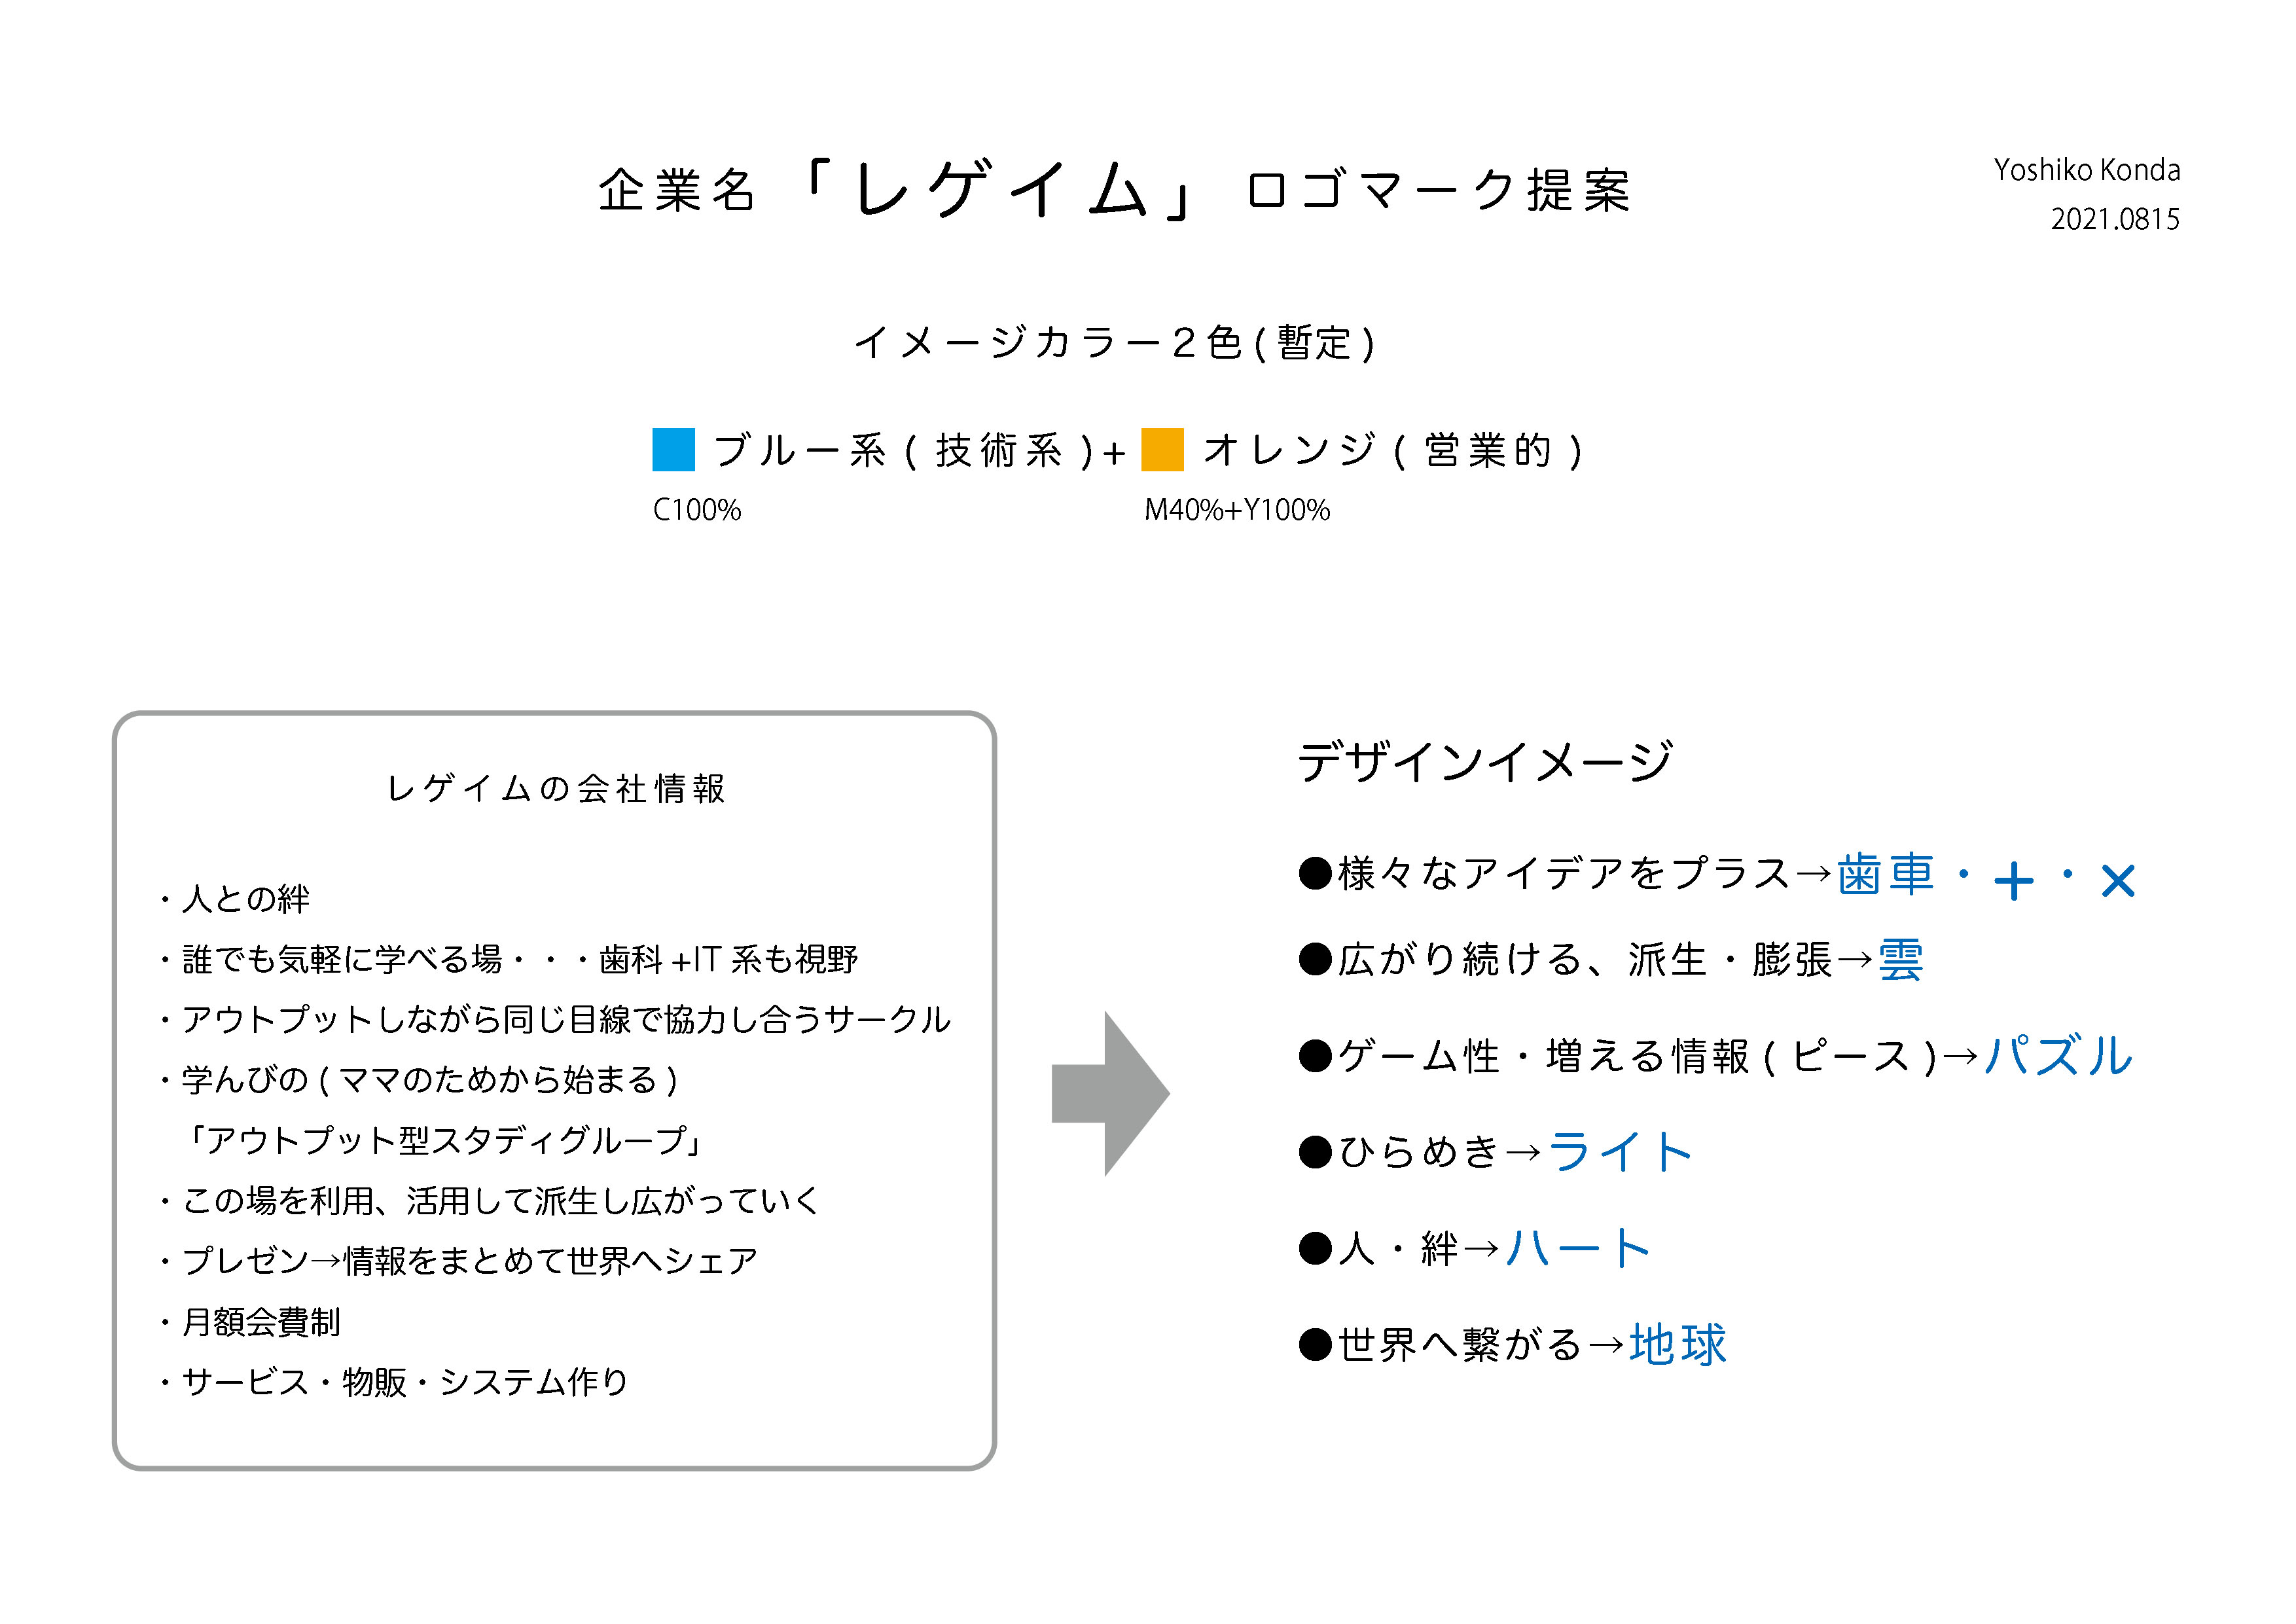 企業名「レゲイム」ロゴマーク提案
Yoshiko Konda
2021.0815
イメージカラー２色(暫定)
ブルー系(技術系)+オレンジ(営業的)
C100%
M40%+Y100%
レゲイムの会社情報
・人との絆
・誰でも気軽に学べる場・・・歯科+IT系も視野
・アウトプットしながら同じ目線で協力し合うサークル
・学んびの(ママのためから始まる)
「アウトプット型スタディグループ」
・この場を利用、活用して派生し広がっていく
・プレゼン→情報をまとめて世界へシェア
・月額会費制
・サービス・物販・システム作り
デザインイメージ
●様々なアイデアをプラス→歯車・+・×
●広がり続ける、派生・膨張→雲
●ゲーム性・増える情報(ピース)→パズル
●ひらめき→ライト
●人・絆→ハート
●世界へ繋がる→地球